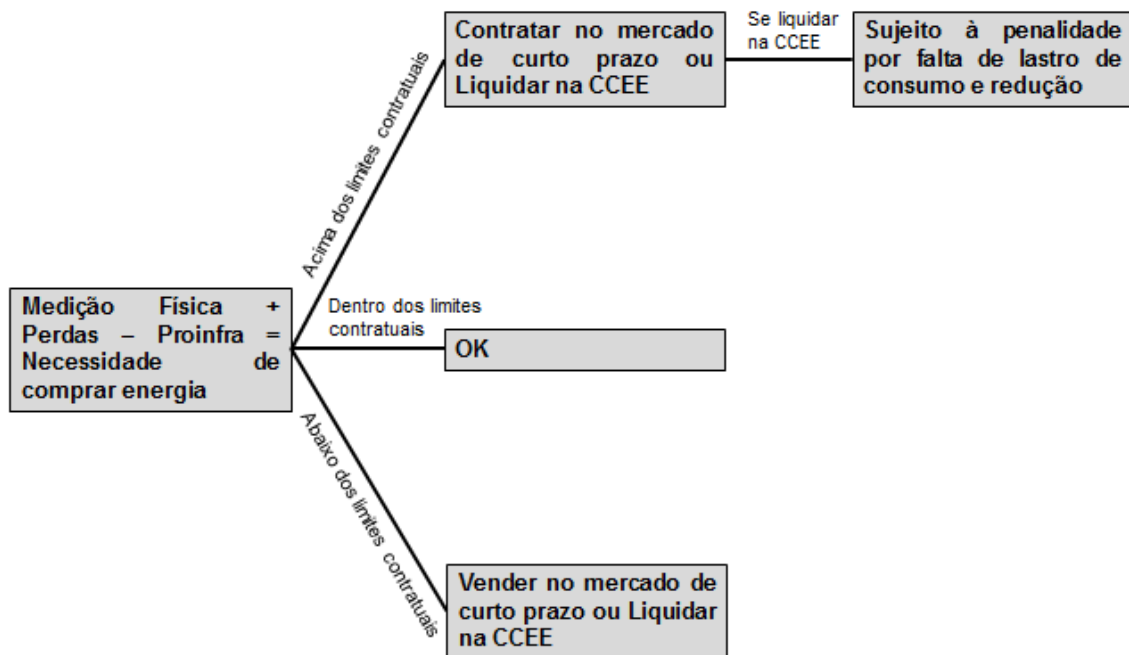 Contratar no mercado
de curto prazo ou
Liquidar na CCEE
Se liquidar
na CCEE
Sujeito à penalidade
por falta de lastro de
consumo e redução
Acima dos limites contratuais
Medição Física +
Perdas – Proinfra =
Necessidade de
comprar energia
Dentro dos limites
contratuais
OK
Abaixo dos limites contratuais
Vender no mercado de
curto prazo ou Liquidar
na CCEE